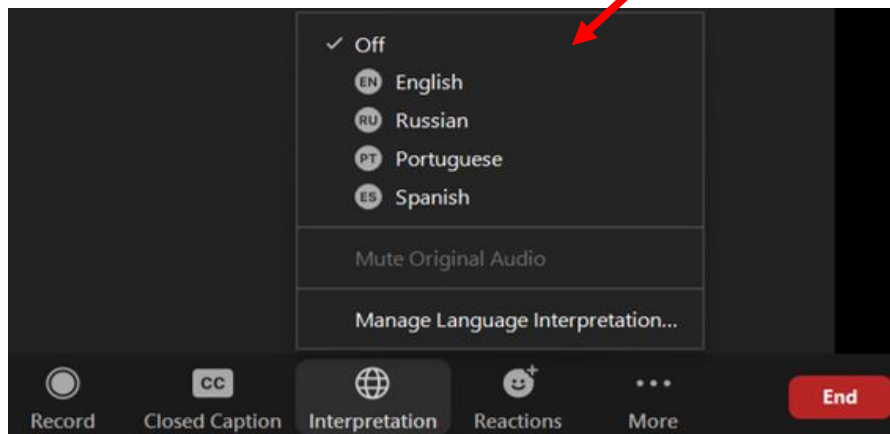 Off
EN English
RU Russian
PT Portuguese
ES Spanish
Mute Original Audio
Manage Language Interpretation...
CC
Record Closed Caption Interpretation Reactions More End